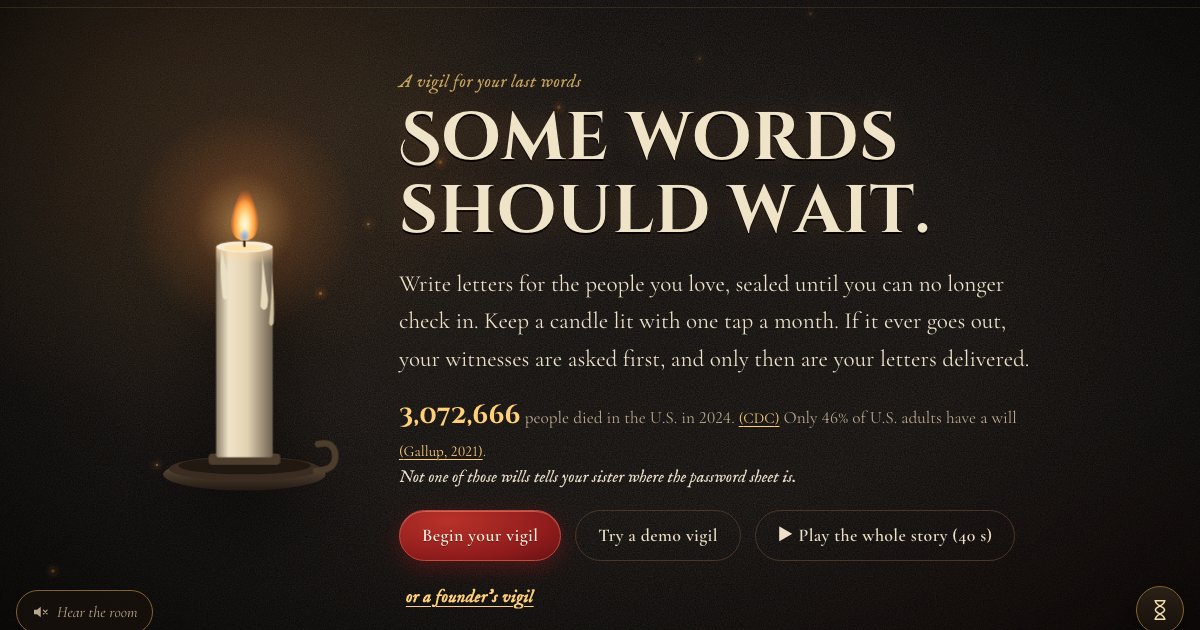 A vigil for your last words
SOME WORDS
SHOULD WAIT.
Write letters for the people you love, sealed until you can no longer
check in. Keep a candle lit with one tap a month. If it ever goes out,
your witnesses are asked first, and only then are your letters delivered.
3,072,666 people died in the U.S. in 2024. (CDC) Only 46% of U.S. adults have a will
(Gallup, 2021).
Not one of those wills tells your sister where the password sheet is.
Begin your vigil
Try a demo vigil
Play the whole story (40 s)
or a founder's vigil
Hear the room